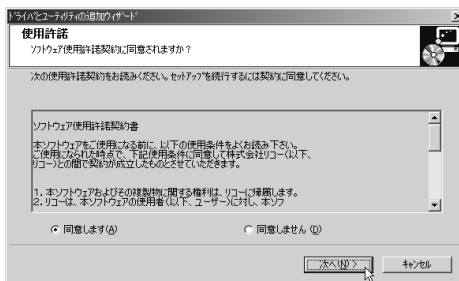 ドライバとユーティリティの追加ウィザード
使用許諾
ソフトウェア使用許諾契約に同意されますか?
次の使用許諾契約をお読みください。セットアップを続行するには契約に同意してください。
ソフトウェア使用許諾契約書
本ソフトウェアをご使用になる前に、以下の使用条件をよくお読み下さい。
ご使用になられた時点で、下記使用条件に同意して株式会社リコー(以下、
リコー)との間で契約が成立したものとさせていただきます。
1. 本ソフトウェアおよびその複製物に関する権利は、リコーに帰属します。
2. リコーは、本ソフトウェアの使用者(以下、ユーザー)に対し、本ソフ
同意します(A)
同意しません(D)
次へ(N) >
キャンセル